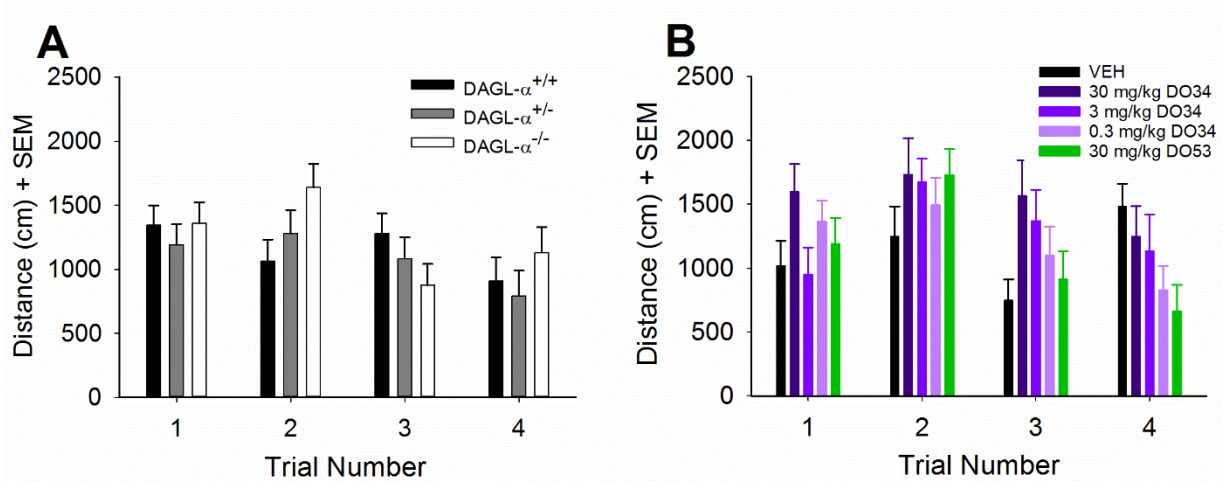 A
2500
2000
1500
1000
500
0
Distance (cm) + SEM
DAGL-α+/+
DAGL-α+/-
DAGL-α-/-
1 2 3 4
Trial Number
B
2500
2000
1500
1000
500
0
Distance (cm) + SEM
VEH
30 mg/kg DO34
3 mg/kg DO34
0.3 mg/kg DO34
30 mg/kg DO53
1 2 3 4
Trial Number